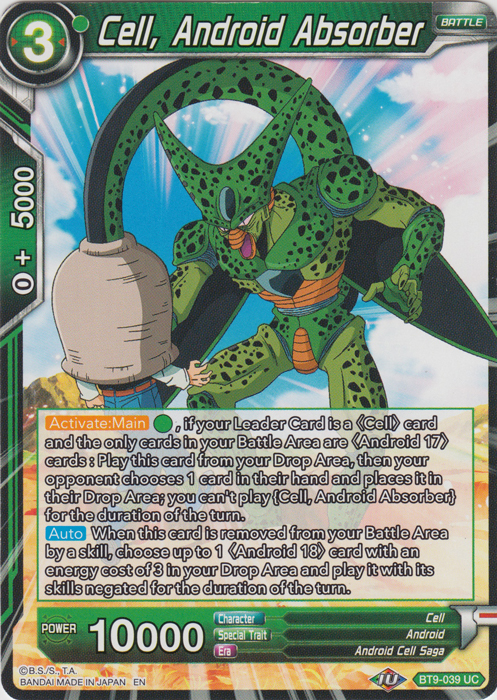 3
Cell, Android Absorber
BATTLE
0 + 5000
Activate:Main , if your Leader Card is a 《Cell》 card
and the only cards in your Battle Area are 《Android 17》
cards : Play this card from your Drop Area, then your
opponent chooses 1 card in their hand and places it in
their Drop Area; you can't play {Cell, Android Absorber}
for the duration of the turn.
Auto When this card is removed from your Battle Area
by a skill, choose up to 1 《Android 18》 card with an
energy cost of 3 in your Drop Area and play it with its
skills negated for the duration of the turn.
POWER 10000
Character Cell
Special Trait Android
Era Android Cell Saga
©B.S./S., T.A.
BANDAI MADE IN JAPAN EN
BT9-039 UC